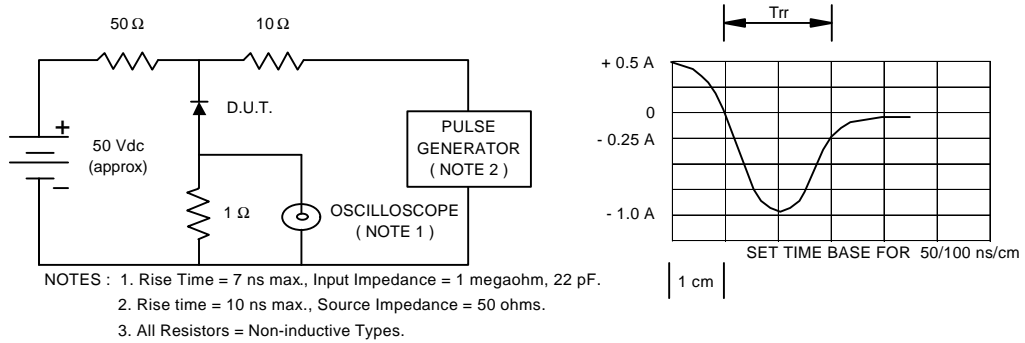 50 Ω
10 Ω
D.U.T.
+
50 Vdc
(approx)
−
1 Ω
PULSE
GENERATOR
( NOTE 2 )
OSCILLOSCOPE
( NOTE 1 )
Trr
+ 0.5 A
0
- 0.25 A
- 1.0 A
SET TIME BASE FOR 50/100 ns/cm
1 cm
NOTES : 1. Rise Time = 7 ns max., Input Impedance = 1 megaohm, 22 pF.
2. Rise time = 10 ns max., Source Impedance = 50 ohms.
3. All Resistors = Non-inductive Types.